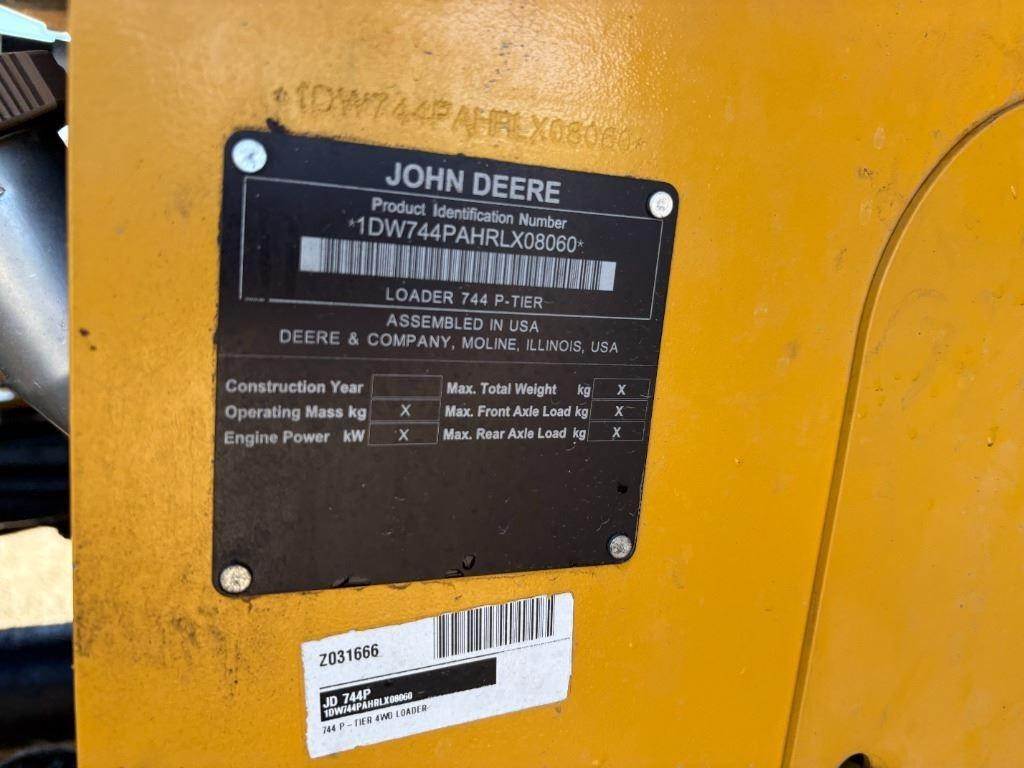 *1DW744PAHRLX08060*
JOHN DEERE
Product Identification Number
*1DW744PAHRLX08060*
LOADER 744 P-TIER
ASSEMBLED IN USA
DEERE & COMPANY, MOLINE, ILLINOIS, USA
Construction Year Max. Total Weight kg X
Operating Mass kg X Max. Front Axle Load kg X
Engine Power kW X Max. Rear Axle Load kg X
Z031666
JD 744P
1DW744PAHRLX08060
744 P-TIER 4WD LOADER